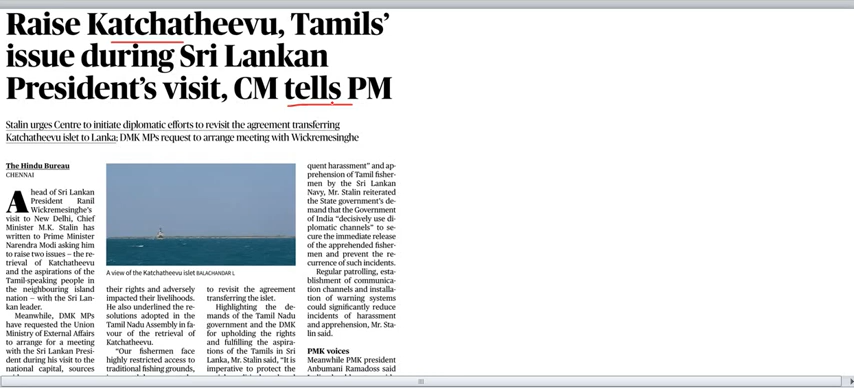 Raise Katchatheevu, Tamils’
issue during Sri Lankan
President’s visit, CM tells PM
Stalin urges Centre to initiate diplomatic efforts to revisit the agreement transferring
Katchatheevu islet to Lanka; DMK MPs request to arrange meeting with Wickremesinghe
The Hindu Bureau
CHENNAI
Ahead of Sri Lankan
President Ranil
Wickremesinghe’s
visit to New Delhi, Chief
Minister M.K. Stalin has
written to Prime Minister
Narendra Modi asking him
to raise two issues – the re-
trieval of Katchatheevu
and the aspirations of the
Tamil-speaking people in
the neighbouring island
nation – with the Sri Lan-
kan leader.
Meanwhile, DMK MPs
have requested the Union
Ministry of External Affairs
to arrange for a meeting
with the Sri Lankan Presi-
dent during his visit to the
national capital, sources
A view of the Katchatheevu islet BALACHANDAR L
their rights and adversely
impacted their livelihoods.
He also underlined the re-
solutions adopted in the
Tamil Nadu Assembly in fa-
vour of the retrieval of
Katchatheevu.
“Our fishermen face
highly restricted access to
traditional fishing grounds,
to revisit the agreement
transferring the islet.
Highlighting the de-
mands of the Tamil Nadu
government and the DMK
for upholding the rights
and fulfilling the aspira-
tions of the Tamils in Sri
Lanka, Mr. Stalin said, “It is
imperative to protect the
quent harassment” and ap-
prehension of Tamil fisher-
men by the Sri Lankan
Navy, Mr. Stalin reiterated
the State government’s de-
mand that the Government
of India “decisively use di-
plomatic channels” to se-
cure the immediate release
of the apprehended fisher-
men and prevent the re-
currence of such incidents.
Regular patrolling, esta-
blishment of communica-
tion channels and installa-
tion of warning systems
could significantly reduce
incidents of harassment
and apprehension, Mr. Sta-
lin said.
PMK voices
Meanwhile PMK president
Anbumani Ramadoss said